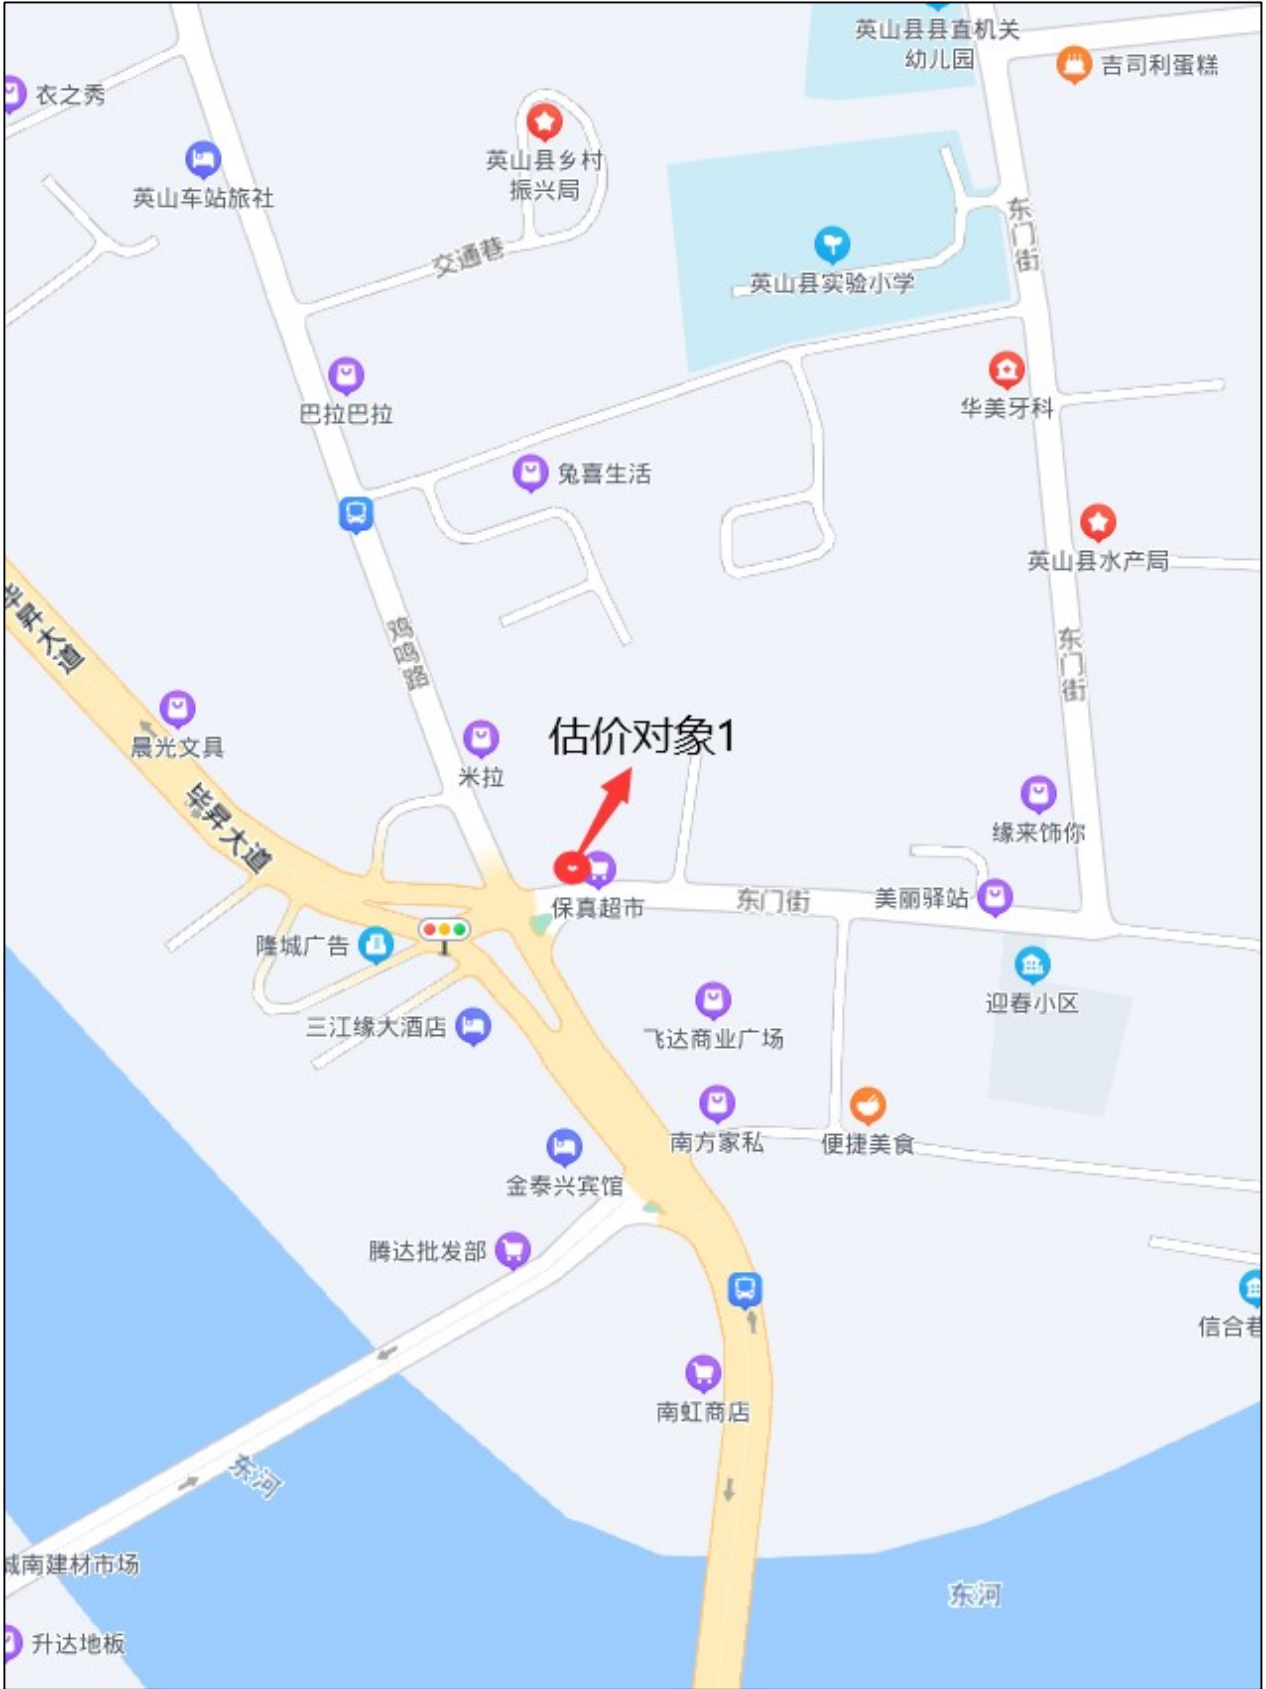 英山县县直机关
幼儿园
吉司利蛋糕
衣之秀
英山县乡村
振兴局
英山车站旅社
东门街
交通巷
英山县实验小学
巴拉巴拉
华美牙科
兔喜生活
英山县水产局
毕昇大道
鸡鸣路
东门街
晨光文具
估价对象1
米拉
毕昇大道
缘来饰你
保真超市
东门街
美丽驿站
隆城广告
迎春小区
三江缘大酒店
飞达商业广场
南方家私
便捷美食
金泰兴宾馆
腾达批发部
信合巷
南虹商店
东河
城南建材市场
东河
升达地板